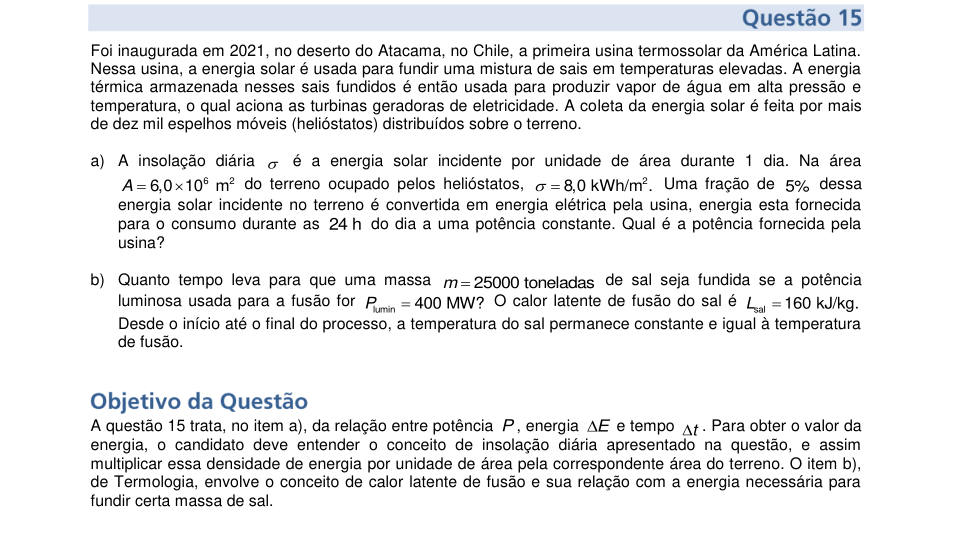 Questão 15
Foi inaugurada em 2021, no deserto do Atacama, no Chile, a primeira usina termossolar da América Latina.
Nessa usina, a energia solar é usada para fundir uma mistura de sais em temperaturas elevadas. A energia
térmica armazenada nesses sais fundidos é então usada para produzir vapor de água em alta pressão e
temperatura, o qual aciona as turbinas geradoras de eletricidade. A coleta da energia solar é feita por mais
de dez mil espelhos móveis (helióstatos) distribuídos sobre o terreno.
a) A insolação diária σ é a energia solar incidente por unidade de área durante 1 dia. Na área
A = 6,0 × 10⁶ m² do terreno ocupado pelos helióstatos, σ = 8,0 kWh/m². Uma fração de 5% dessa
energia solar incidente no terreno é convertida em energia elétrica pela usina, energia esta fornecida
para o consumo durante as 24 h do dia a uma potência constante. Qual é a potência fornecida pela
usina?
b) Quanto tempo leva para que uma massa m = 25000 toneladas de sal seja fundida se a potência
luminosa usada para a fusão for P_lumin = 400 MW? O calor latente de fusão do sal é L_sal = 160 kJ/kg.
Desde o início até o final do processo, a temperatura do sal permanece constante e igual à temperatura
de fusão.
Objetivo da Questão
A questão 15 trata, no item a), da relação entre potência P, energia ΔE e tempo Δt. Para obter o valor da
energia, o candidato deve entender o conceito de insolação diária apresentado na questão, e assim
multiplicar essa densidade de energia por unidade de área pela correspondente área do terreno. O item b),
de Termologia, envolve o conceito de calor latente de fusão e sua relação com a energia necessária para
fundir certa massa de sal.